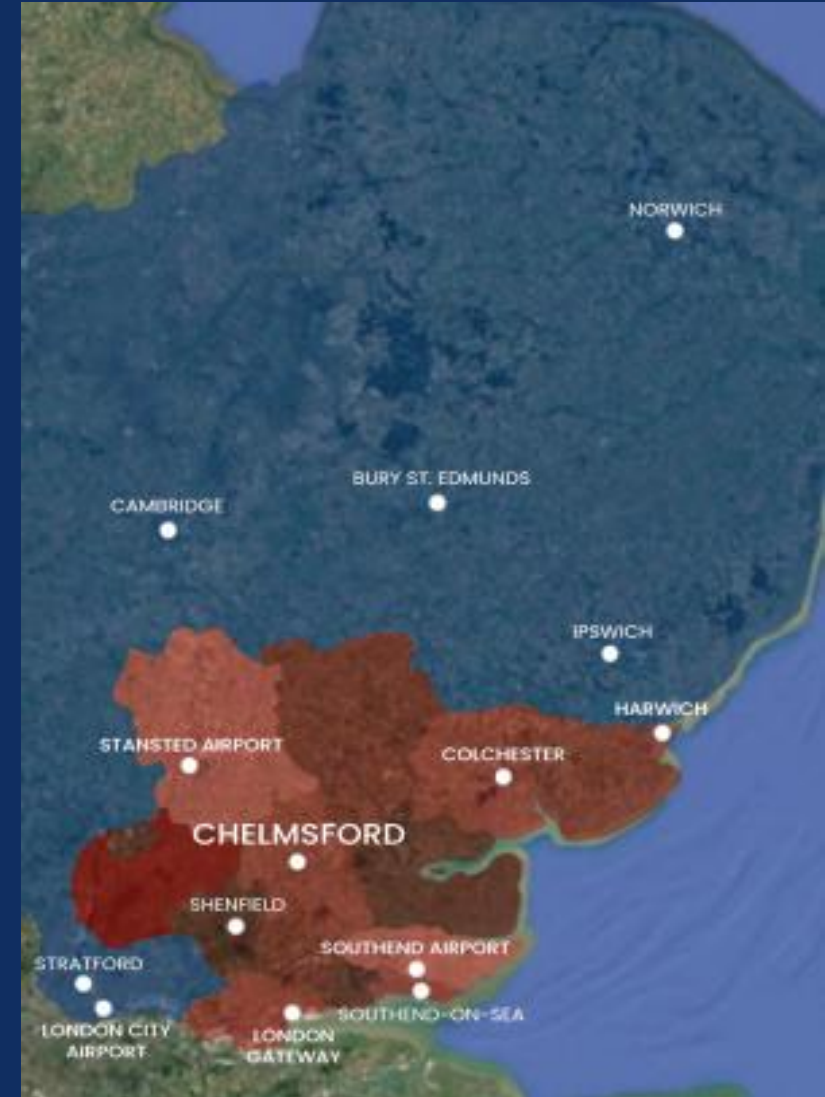 NORWICH
BURY ST. EDMUNDS
CAMBRIDGE
IPSWICH
HARWICH
STANSTED AIRPORT
COLCHESTER
CHELMSFORD
SHENFIELD
SOUTHEND AIRPORT
STRATFORD
SOUTHEND-ON-SEA
LONDON CITY
AIRPORT
LONDON
GATEWAY